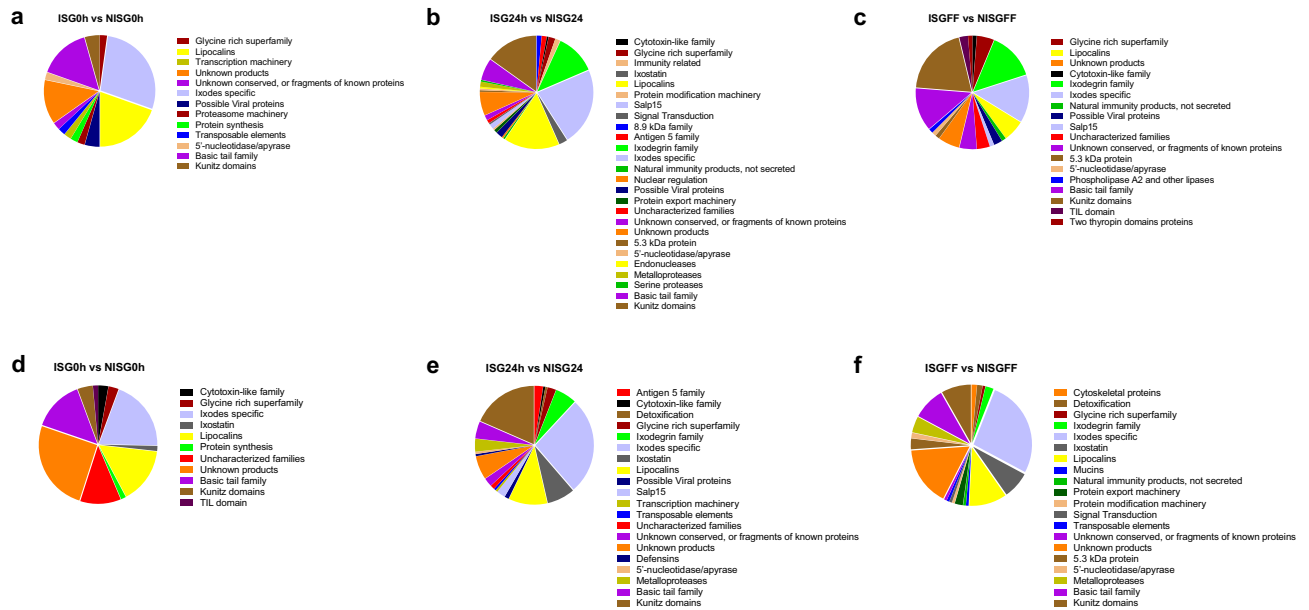 a
ISG0h vs NISG0h
Glycine rich superfamily
Lipocalins
Transcription machinery
Unknown products
Unknown conserved, or fragments of known proteins
Ixodes specific
Possible Viral proteins
Proteasome machinery
Protein synthesis
Transposable elements
5'-nucleotidase/apyrase
Basic tail family
Kunitz domains
b
ISG24h vs NISG24
Cytotoxin-like family
Glycine rich superfamily
Immunity related
Ixostatin
Lipocalins
Protein modification machinery
Salp15
Signal Transduction
8.9 kDa family
Antigen 5 family
Ixodegrin family
Ixodes specific
Natural immunity products, not secreted
Nuclear regulation
Possible Viral proteins
Protein export machinery
Uncharacterized families
Unknown conserved, or fragments of known proteins
Unknown products
5.3 kDa protein
5'-nucleotidase/apyrase
Endonucleases
Metalloproteases
Serine proteases
Basic tail family
Kunitz domains
c
ISGFF vs NISGFF
Glycine rich superfamily
Lipocalins
Unknown products
Cytotoxin-like family
Ixodegrin family
Ixodes specific
Natural immunity products, not secreted
Possible Viral proteins
Salp15
Uncharacterized families
Unknown conserved, or fragments of known proteins
5.3 kDa protein
5'-nucleotidase/apyrase
Phospholipase A2 and other lipases
Basic tail family
Kunitz domains
TIL domain
Two thyropin domains proteins
d
ISG0h vs NISG0h
Cytotoxin-like family
Glycine rich superfamily
Ixodes specific
Ixostatin
Lipocalins
Protein synthesis
Uncharacterized families
Unknown products
Basic tail family
Kunitz domains
TIL domain
e
ISG24h vs NISG24
Antigen 5 family
Cytotoxin-like family
Detoxification
Glycine rich superfamily
Ixodegrin family
Ixodes specific
Ixostatin
Lipocalins
Possible Viral proteins
Salp15
Transcription machinery
Transposable elements
Uncharacterized families
Unknown conserved, or fragments of known proteins
Unknown products
Defensins
5'-nucleotidase/apyrase
Metalloproteases
Basic tail family
Kunitz domains
f
ISGFF vs NISGFF
Cytoskeletal proteins
Detoxification
Glycine rich superfamily
Ixodegrin family
Ixodes specific
Ixostatin
Lipocalins
Mucins
Natural immunity products, not secreted
Protein export machinery
Protein modification machinery
Signal Transduction
Transposable elements
Unknown conserved, or fragments of known proteins
Unknown products
5.3 kDa protein
5'-nucleotidase/apyrase
Metalloproteases
Basic tail family
Kunitz domains